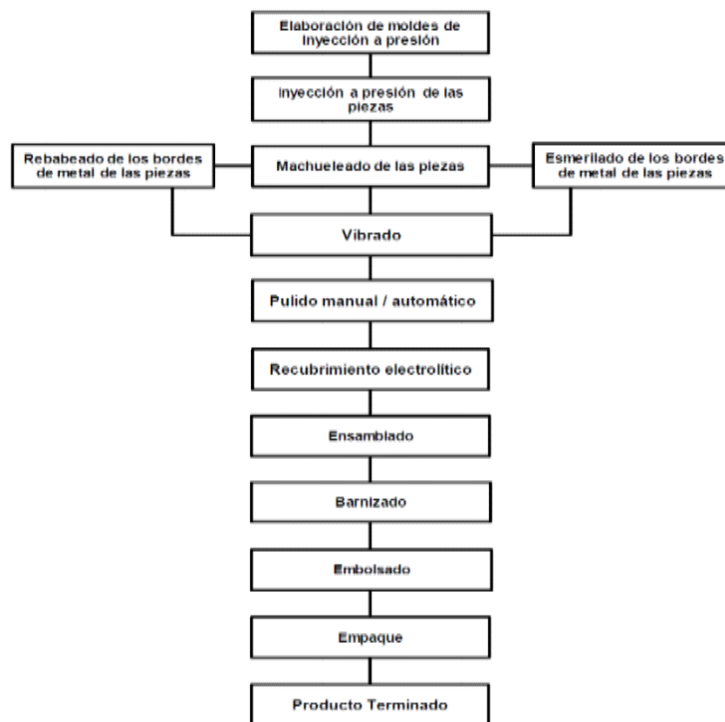 Elaboración de moldes de
Inyección a presión
Inyección a presión de las
piezas
Rebabeado de los bordes
de metal de las piezas
Machueleado de las piezas
Esmerilado de los bordes
de metal de las piezas
Vibrado
Pulido manual / automático
Recubrimiento electrolítico
Ensamblado
Barnizado
Embolsado
Empaque
Producto Terminado